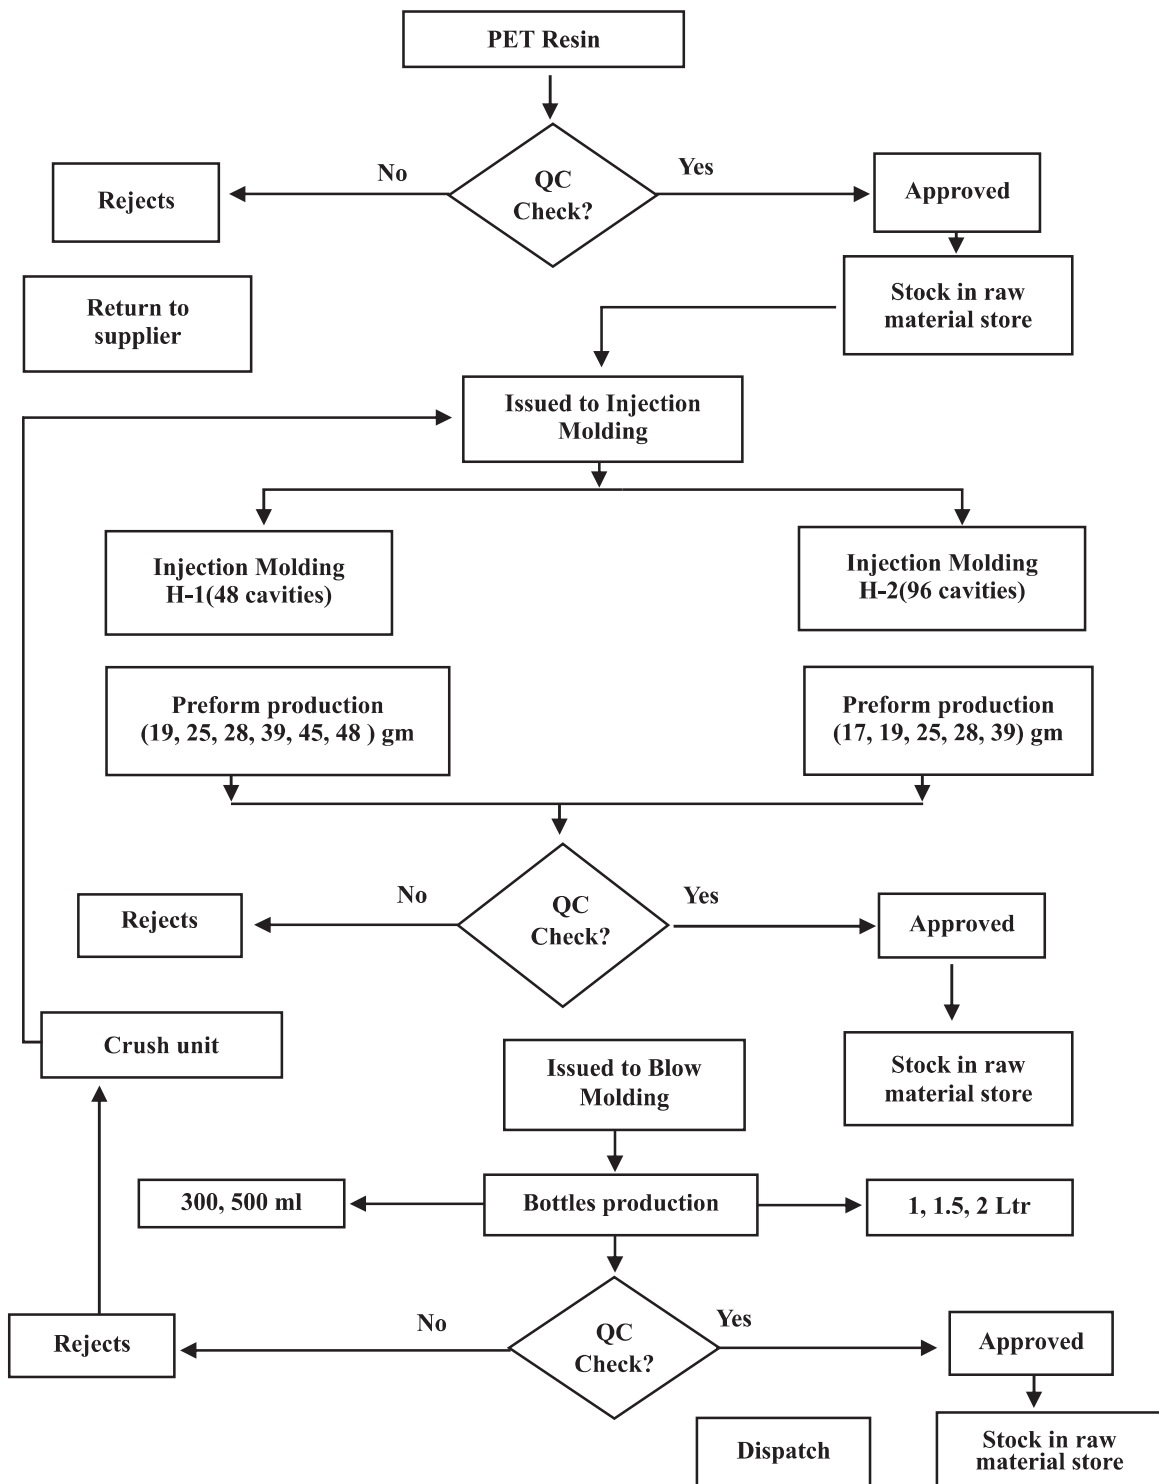 PET Resin
No
Yes
QC
Check?
Rejects
Approved
Return to
supplier
Stock in raw
material store
Issued to Injection
Molding
Injection Molding
H-1(48 cavities)
Injection Molding
H-2(96 cavities)
Preform production
(19, 25, 28, 39, 45, 48 ) gm
Preform production
(17, 19, 25, 28, 39) gm
No
Yes
QC
Check?
Rejects
Approved
Crush unit
Issued to Blow
Molding
Stock in raw
material store
300, 500 ml
Bottles production
1, 1.5, 2 Ltr
No
Yes
QC
Check?
Rejects
Approved
Dispatch
Stock in raw
material store